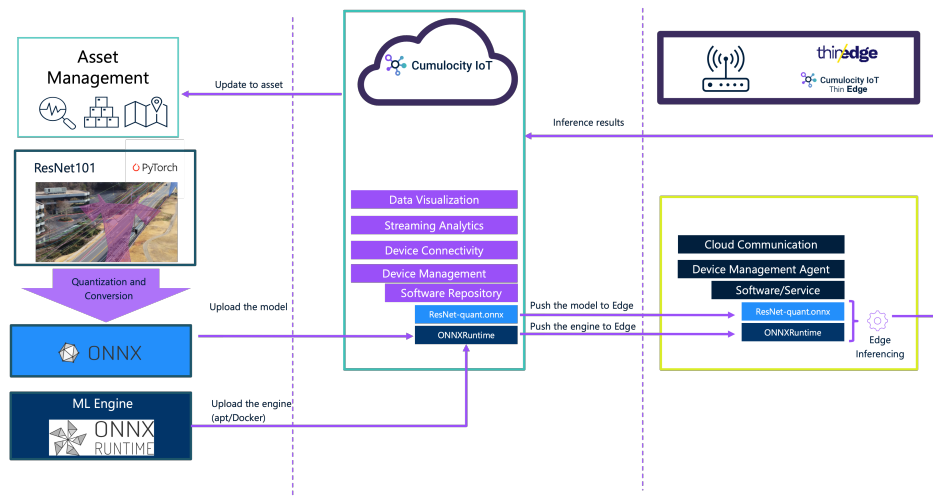 Asset
Management
Update to asset
Cumulocity IoT
thinedge
Cumulocity IoT
Thin Edge
Inference results
ResNet101
PyTorch
Data Visualization
Streaming Analytics
Device Connectivity
Device Management
Software Repository
ResNet-quant.onnx
ONNXRuntime
Cloud Communication
Device Management Agent
Software/Service
ResNet-quant.onnx
ONNXRuntime
Edge
Inferencing
Quantization and
Conversion
Upload the model
Push the model to Edge
Push the engine to Edge
ONNX
ML Engine
ONNX
RUNTIME
Upload the engine
(apt/Docker)